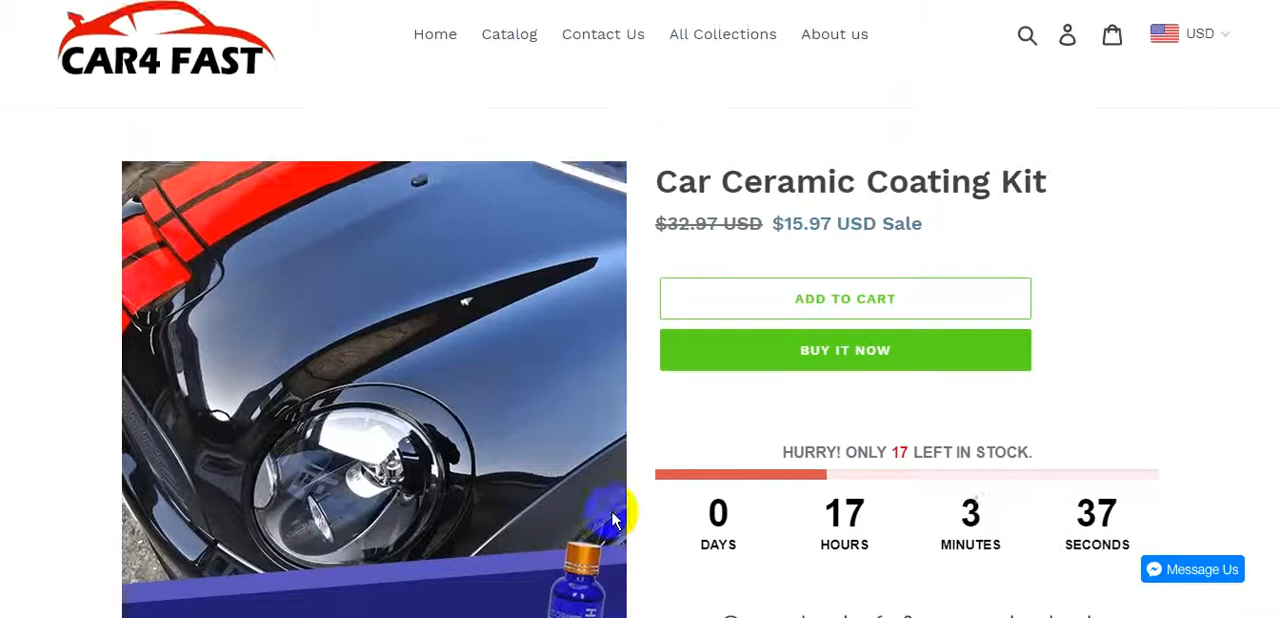 CAR4 FAST
Home Catalog Contact Us All Collections About us
USD
Car Ceramic Coating Kit
$32.97 USD $15.97 USD Sale
ADD TO CART
BUY IT NOW
HURRY! ONLY 17 LEFT IN STOCK.
0 17 3 37
DAYS HOURS MINUTES SECONDS
Message Us